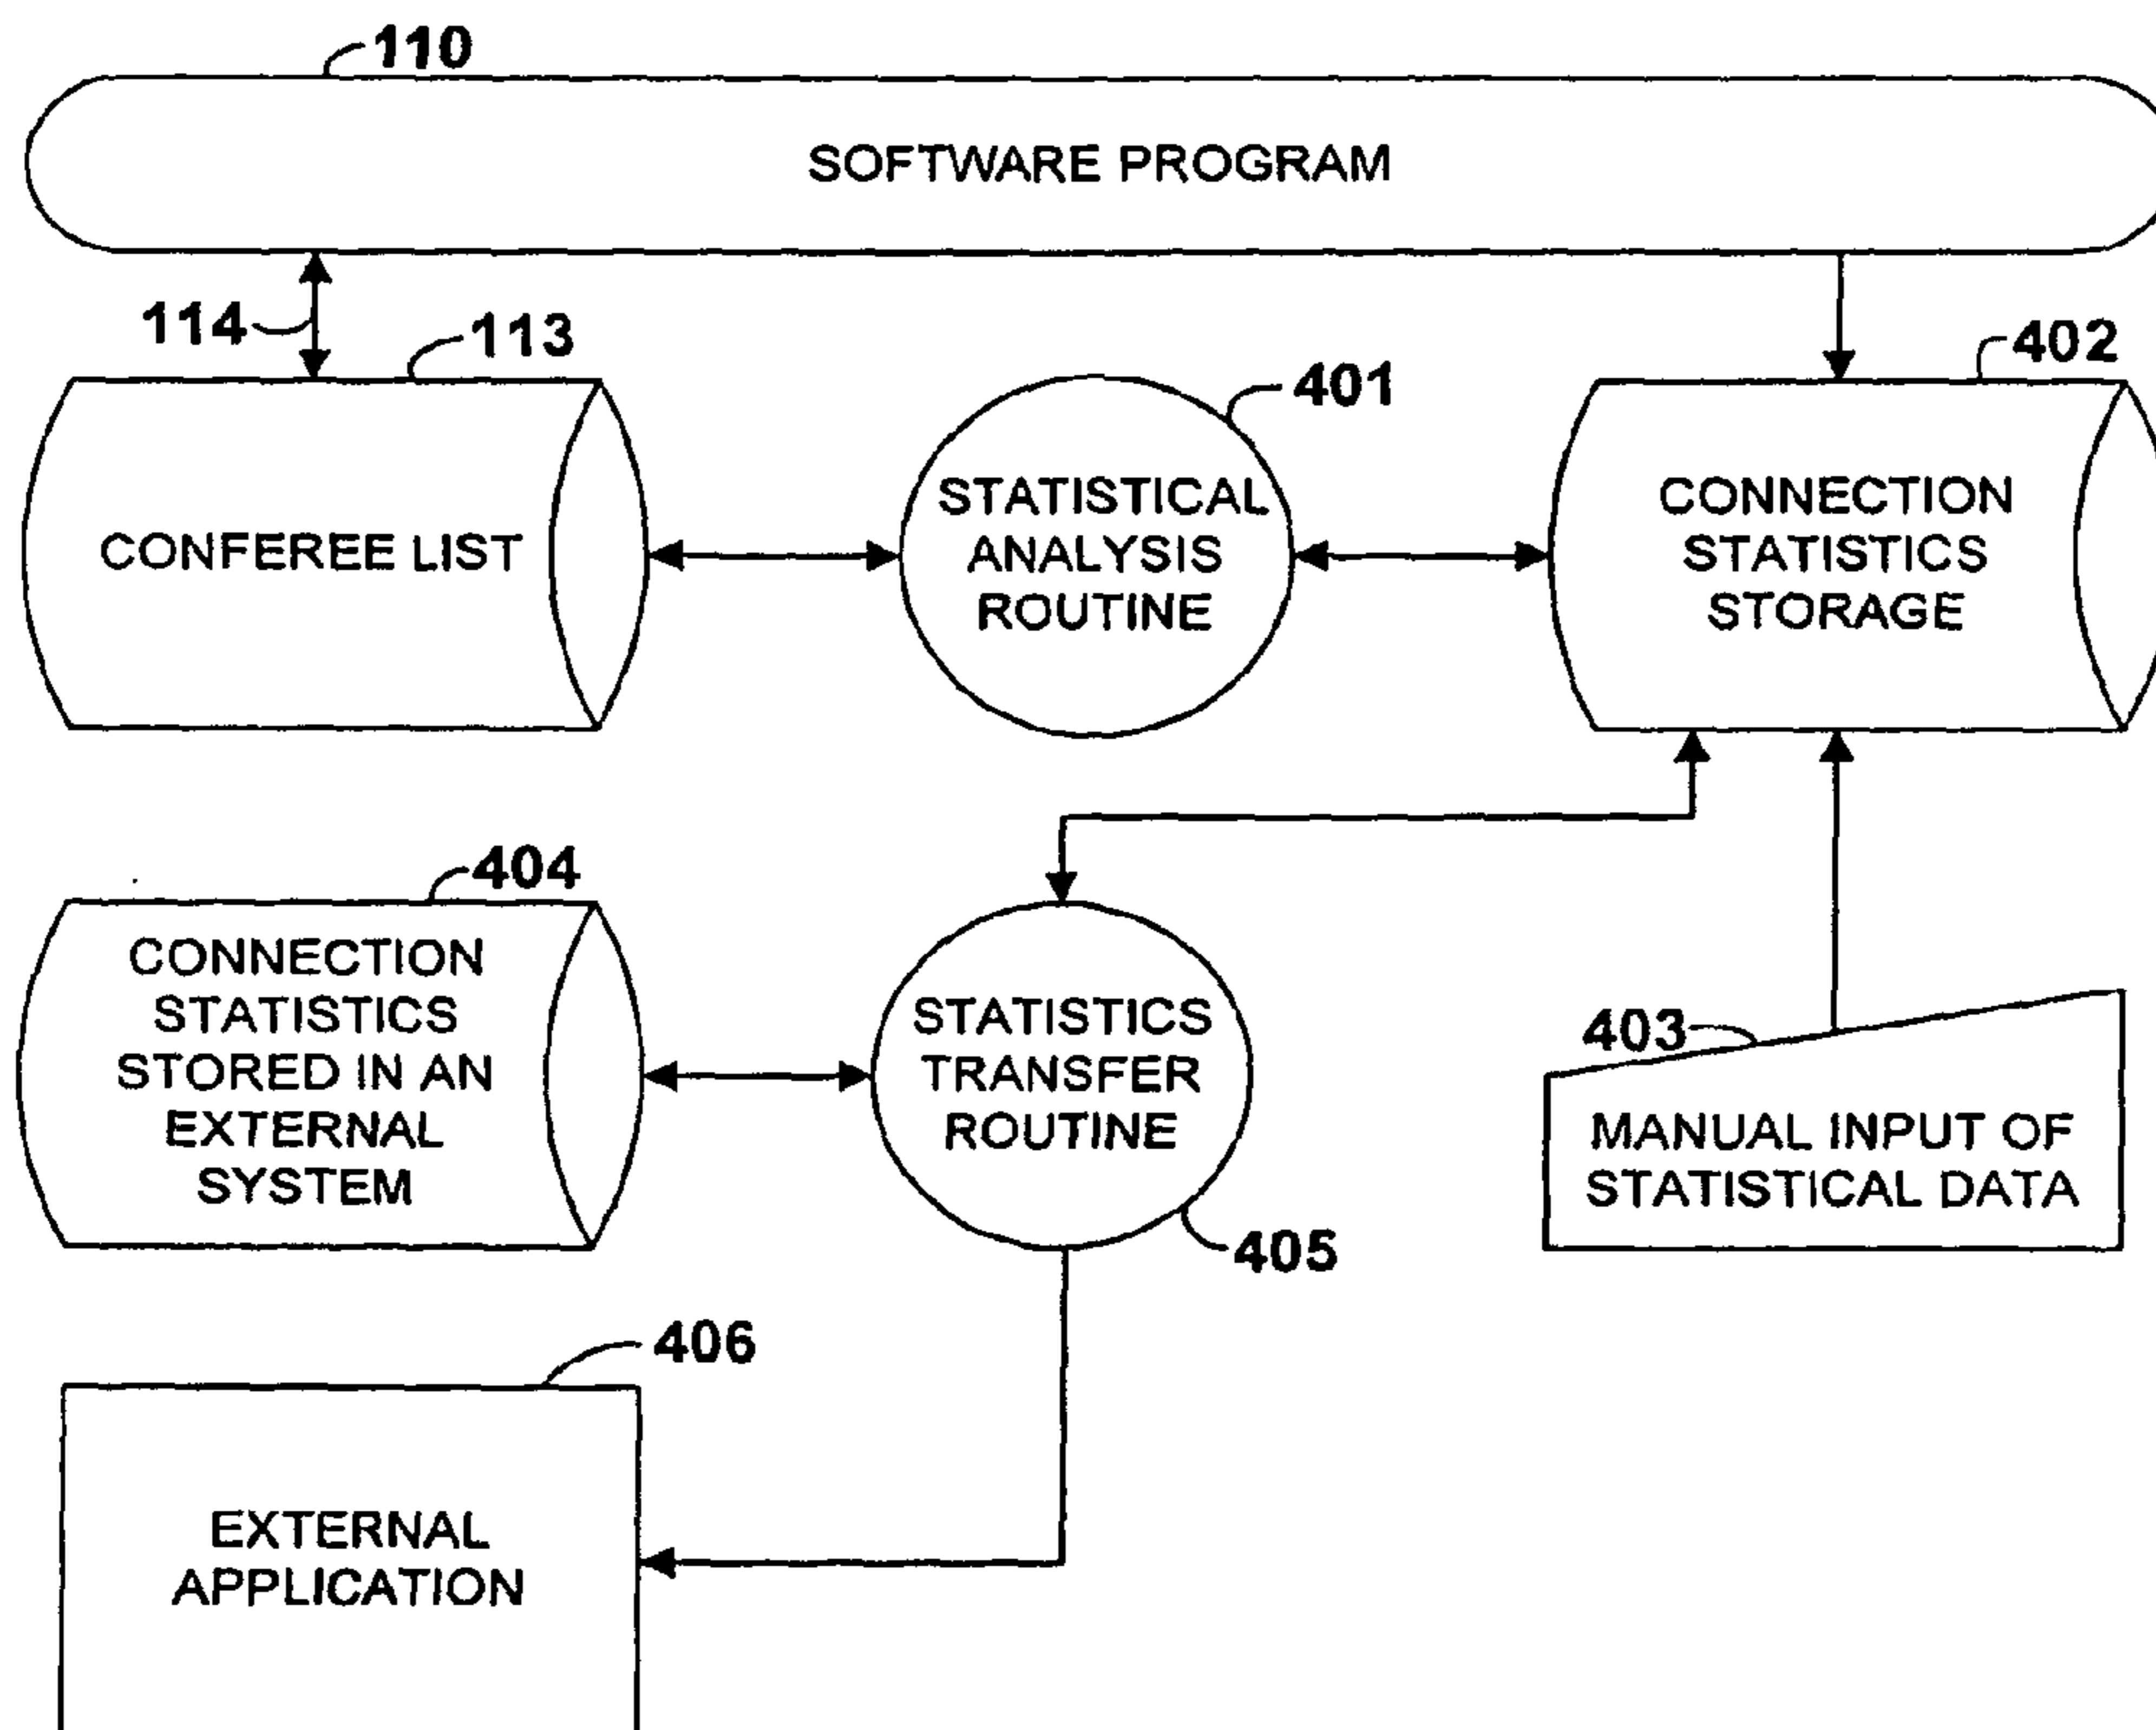 110
SOFTWARE PROGRAM
114
113
401
402
CONFEREE LIST
STATISTICAL
ANALYSIS
ROUTINE
CONNECTION
STATISTICS
STORAGE
404
CONNECTION
STATISTICS
STORED IN AN
EXTERNAL
SYSTEM
STATISTICS
TRANSFER
ROUTINE
405
403
MANUAL INPUT OF
STATISTICAL DATA
406
EXTERNAL
APPLICATION